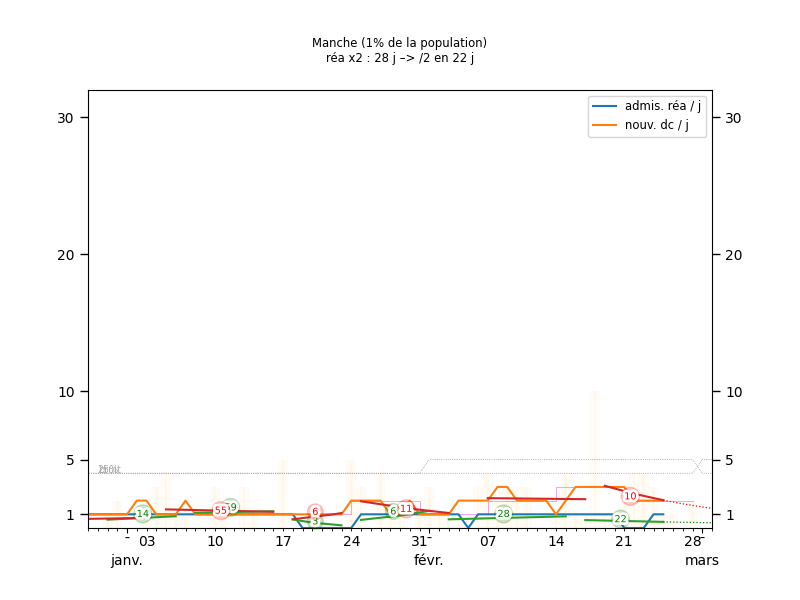 Manche (1% de la population)
réa x2 : 28 j –> /2 en 22 j
admis. réa / j
nouv. dc / j
30 30
20 20
10 10
5 5
1 1
14 55 9 6 3 6 11 28 10 22
03 10 17 24 31 07 14 21 28
janv. févr. mars